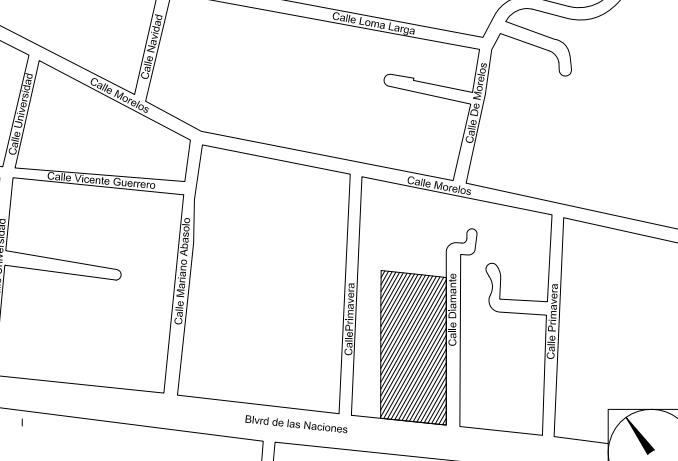 Calle Loma Larga
Calle Navidad
Calle Morelos
Calle De Morelos
Calle Universidad
Calle Vicente Guerrero
Calle Morelos
Calle Mariano Abasolo
CallePrimavera
Calle Diamante
Calle Primavera
Blvrd de las Naciones